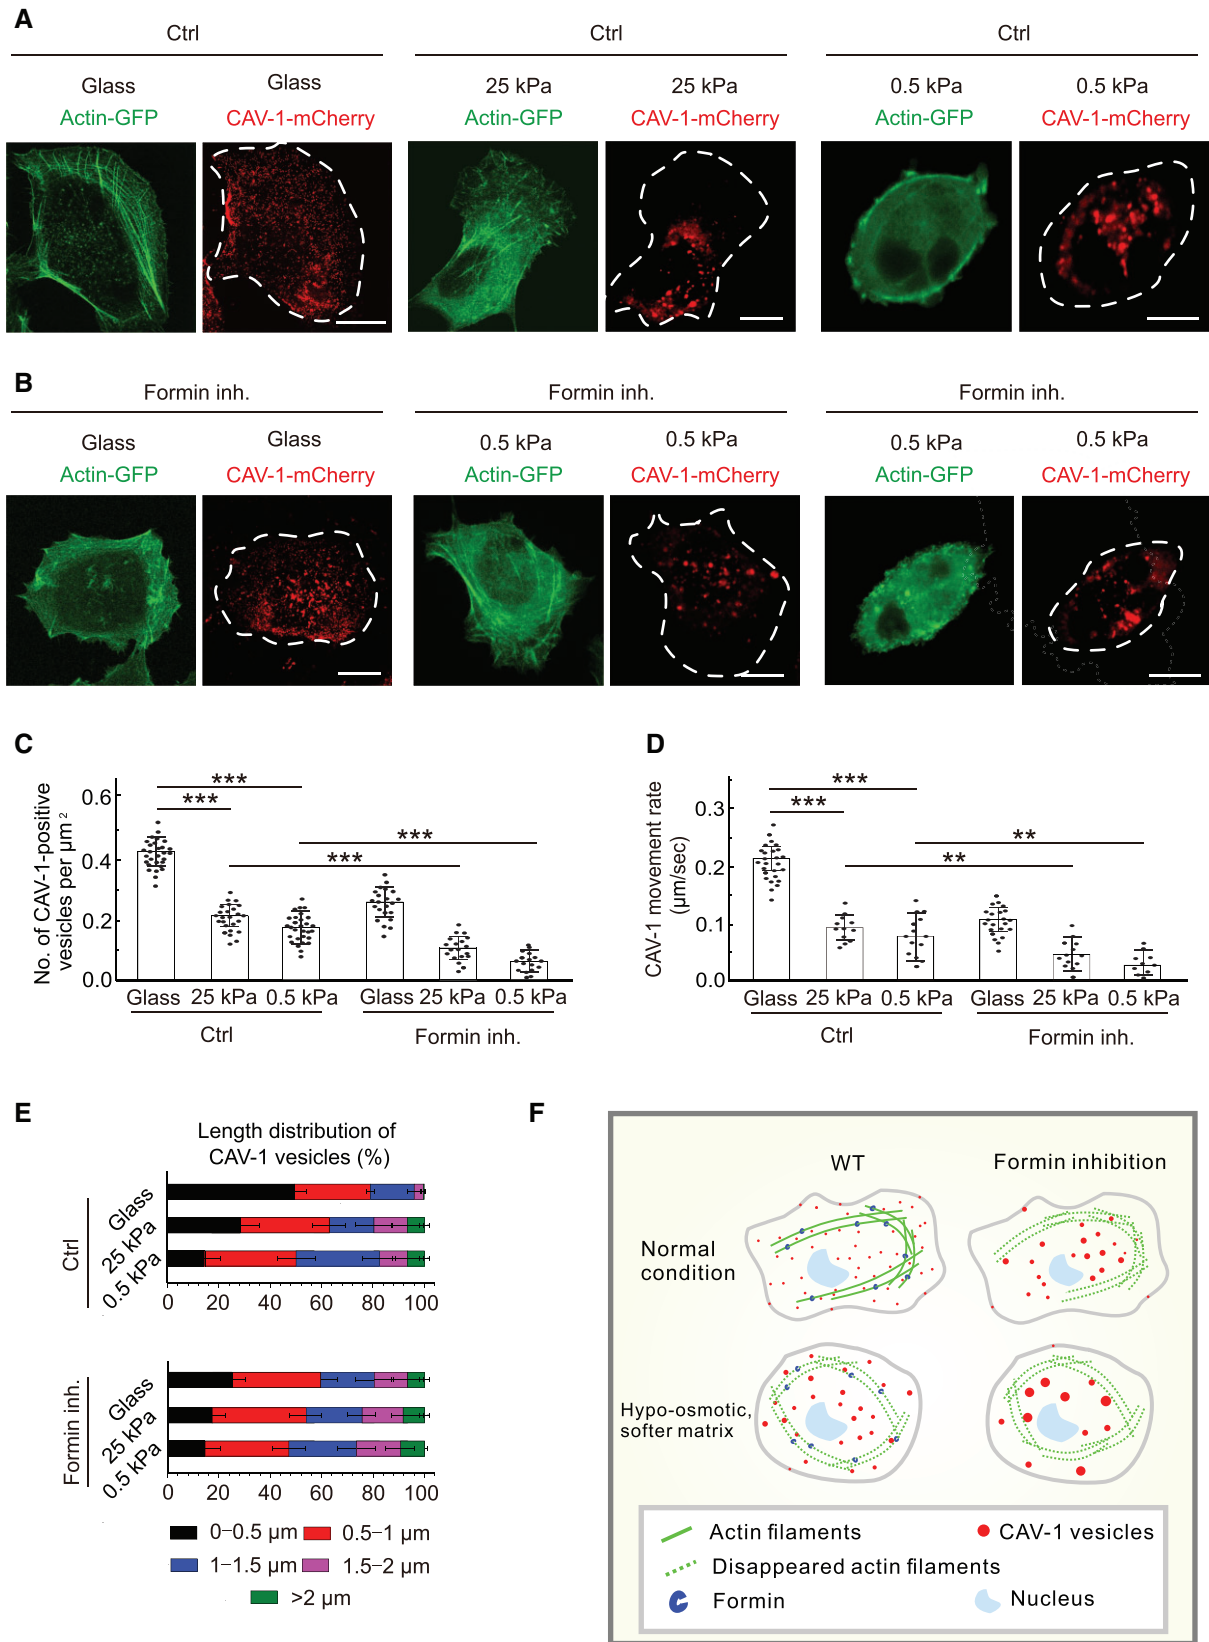 A
Ctrl Ctrl Ctrl
Glass Glass 25 kPa 25 kPa 0.5 kPa 0.5 kPa
Actin-GFP CAV-1-mCherry Actin-GFP CAV-1-mCherry Actin-GFP CAV-1-mCherry
B
Formin inh. Formin inh. Formin inh.
Glass Glass 0.5 kPa 0.5 kPa 0.5 kPa 0.5 kPa
Actin-GFP CAV-1-mCherry Actin-GFP CAV-1-mCherry Actin-GFP CAV-1-mCherry
C
No. of CAV-1-positive
vesicles per µm²
0.6
0.4
0.2
0.0
***
***
***
***
Glass 25 kPa 0.5 kPa Glass 25 kPa 0.5 kPa
Ctrl Formin inh.
D
CAV-1 movement rate
(µm/sec)
0.3
0.2
0.1
0.0
***
***
**
**
Glass 25 kPa 0.5 kPa Glass 25 kPa 0.5 kPa
Ctrl Formin inh.
E
Length distribution of
CAV-1 vesicles (%)
Ctrl
Glass
25 kPa
0.5 kPa
0 20 40 60 80 100
Formin inh.
Glass
25 kPa
0.5 kPa
0 20 40 60 80 100
0–0.5 µm 0.5–1 µm
1–1.5 µm 1.5–2 µm
>2 µm
F
WT Formin inhibition
Normal
condition
Hypo-osmotic,
softer matrix
Actin filaments CAV-1 vesicles
Disappeared actin filaments
Formin Nucleus